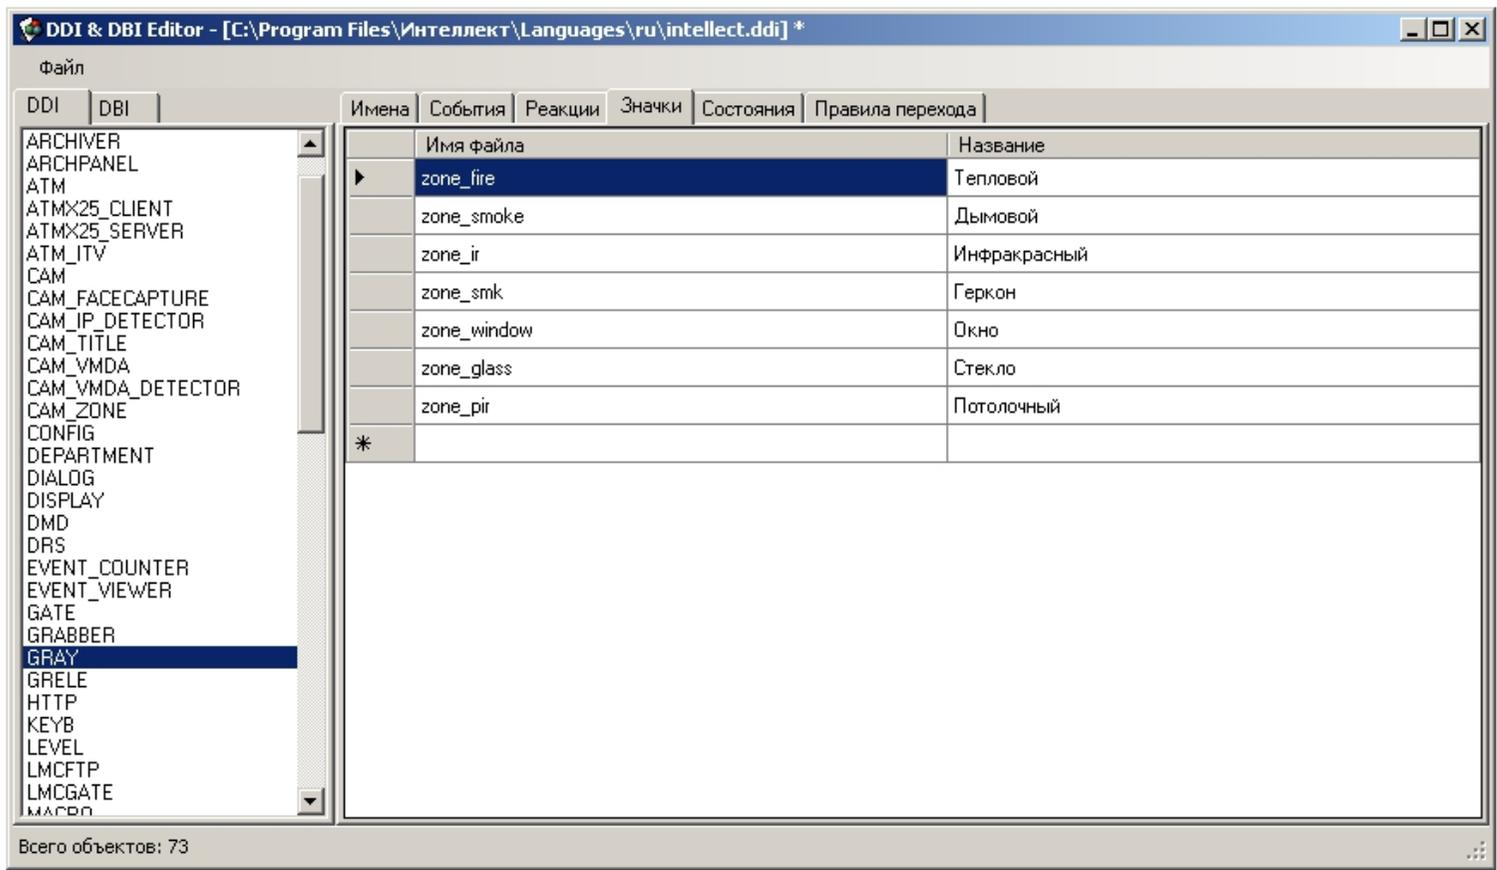 DDI & DBI Editor - [C:\Program Files\Интеллект\Languages\ru\intellect.ddi] *
Файл
DDI DBI
Имена События Реакции Значки Состояния Правила перехода
ARCHIVER
ARCHPANEL
ATM
ATMX25_CLIENT
ATMX25_SERVER
ATM_ITV
CAM
CAM_FACECAPTURE
CAM_IP_DETECTOR
CAM_TITLE
CAM_VMDA
CAM_VMDA_DETECTOR
CAM_ZONE
CONFIG
DEPARTMENT
DIALOG
DISPLAY
DMD
DRS
EVENT_COUNTER
EVENT_VIEWER
GATE
GRABBER
GRAY
GRELE
HTTP
KEYB
LEVEL
LMCFTP
LMCGATE
MACRO
Имя файла Название
zone_fire Тепловой
zone_smoke Дымовой
zone_ir Инфракрасный
zone_smk Геркон
zone_window Окно
zone_glass Стекло
zone_pir Потолочный
Всего объектов: 73